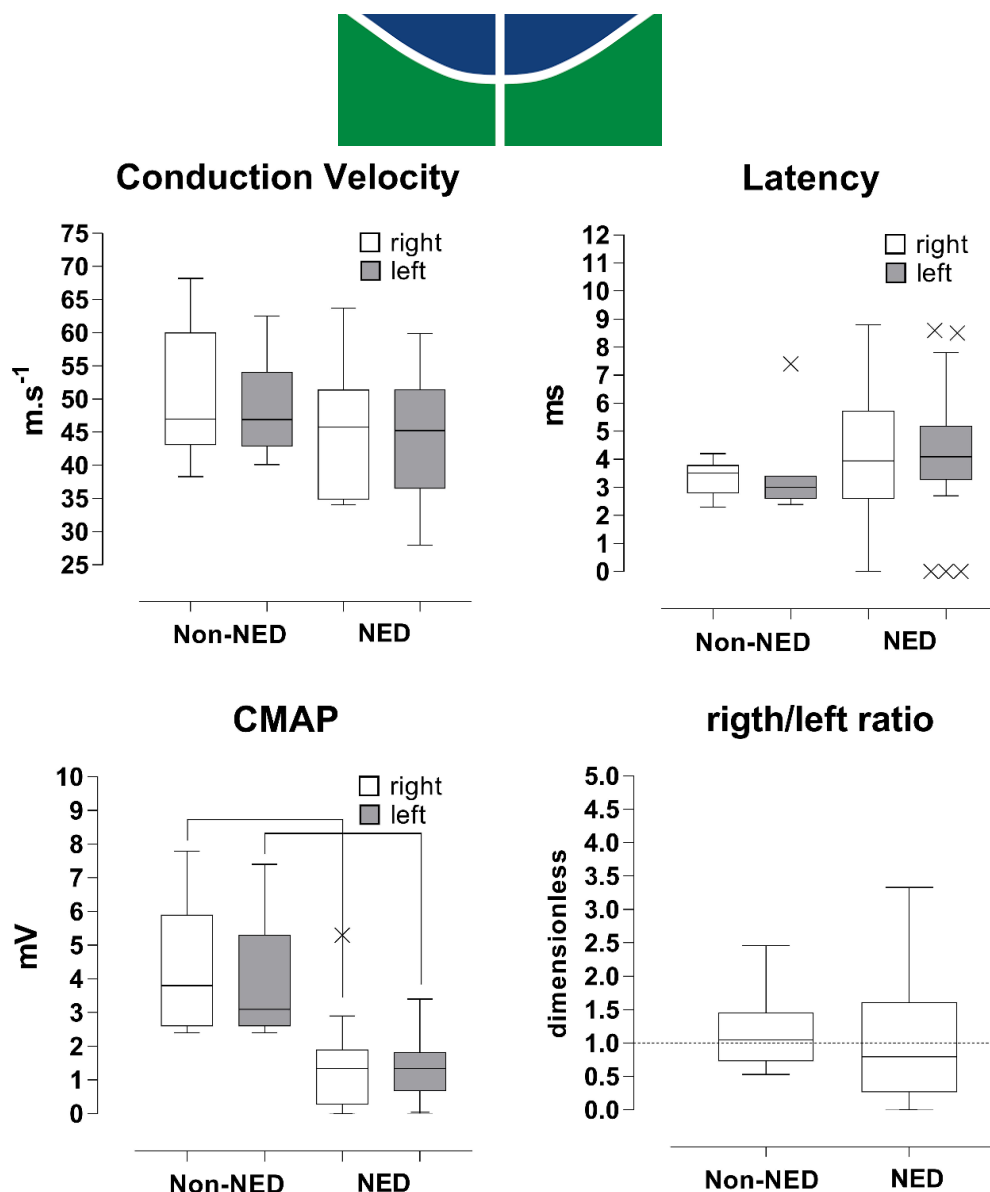 Conduction Velocity
75
70
65
60
55
50
45
40
35
30
25
m.s-1
right
left
Non-NED
NED
Latency
12
11
10
9
8
7
6
5
4
3
2
1
0
ms
right
left
Non-NED
NED
CMAP
10
9
8
7
6
5
4
3
2
1
0
mV
right
left
Non-NED
NED
rigth/left ratio
5.0
4.5
4.0
3.5
3.0
2.5
2.0
1.5
1.0
0.5
0.0
dimensionless
Non-NED
NED